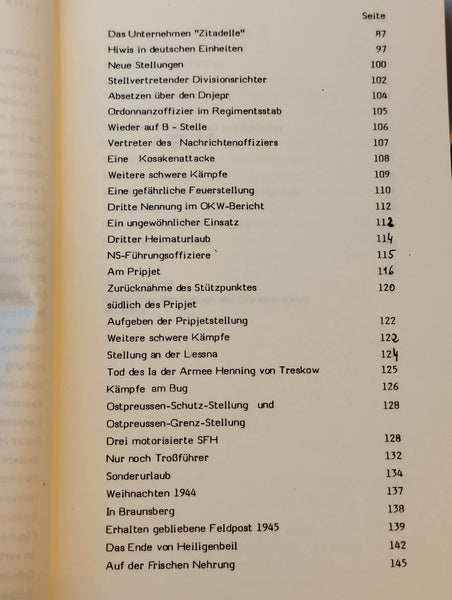 Seite
Das Unternehmen "Zitadelle" 87
Hiwis in deutschen Einheiten 97
Neue Stellungen 100
Stellvertretender Divisionsrichter 102
Absetzen über den Dnjepr 104
Ordonnanzoffizier im Regimentsstab 105
Wieder auf B - Stelle 106
Vertreter des Nachrichtenoffiziers 107
Eine Kosakenattacke 108
Weitere schwere Kämpfe 109
Eine gefährliche Feuerstellung 110
Dritte Nennung im OKW-Bericht 112
Ein ungewöhnlicher Einsatz 112
Dritter Heimaturlaub 114
NS-Führungsoffiziere 115
Am Pripjet 116
Zurücknahme des Stützpunktes 120
südlich des Pripjet
Aufgeben der Pripjetstellung 122
Weitere schwere Kämpfe 122
Stellung an der Lessna 124
Tod des Ia der Armee Henning von Treskow 125
Kämpfe am Bug 126
Ostpreussen-Schutz-Stellung und 128
Ostpreussen-Grenz-Stellung
Drei motorisierte SFH 128
Nur noch Troßführer 132
Sonderurlaub 134
Weihnachten 1944 137
In Braunsberg 138
Erhalten gebliebene Feldpost 1945 139
Das Ende von Heiligenbeil 142
Auf der Frischen Nehrung 145